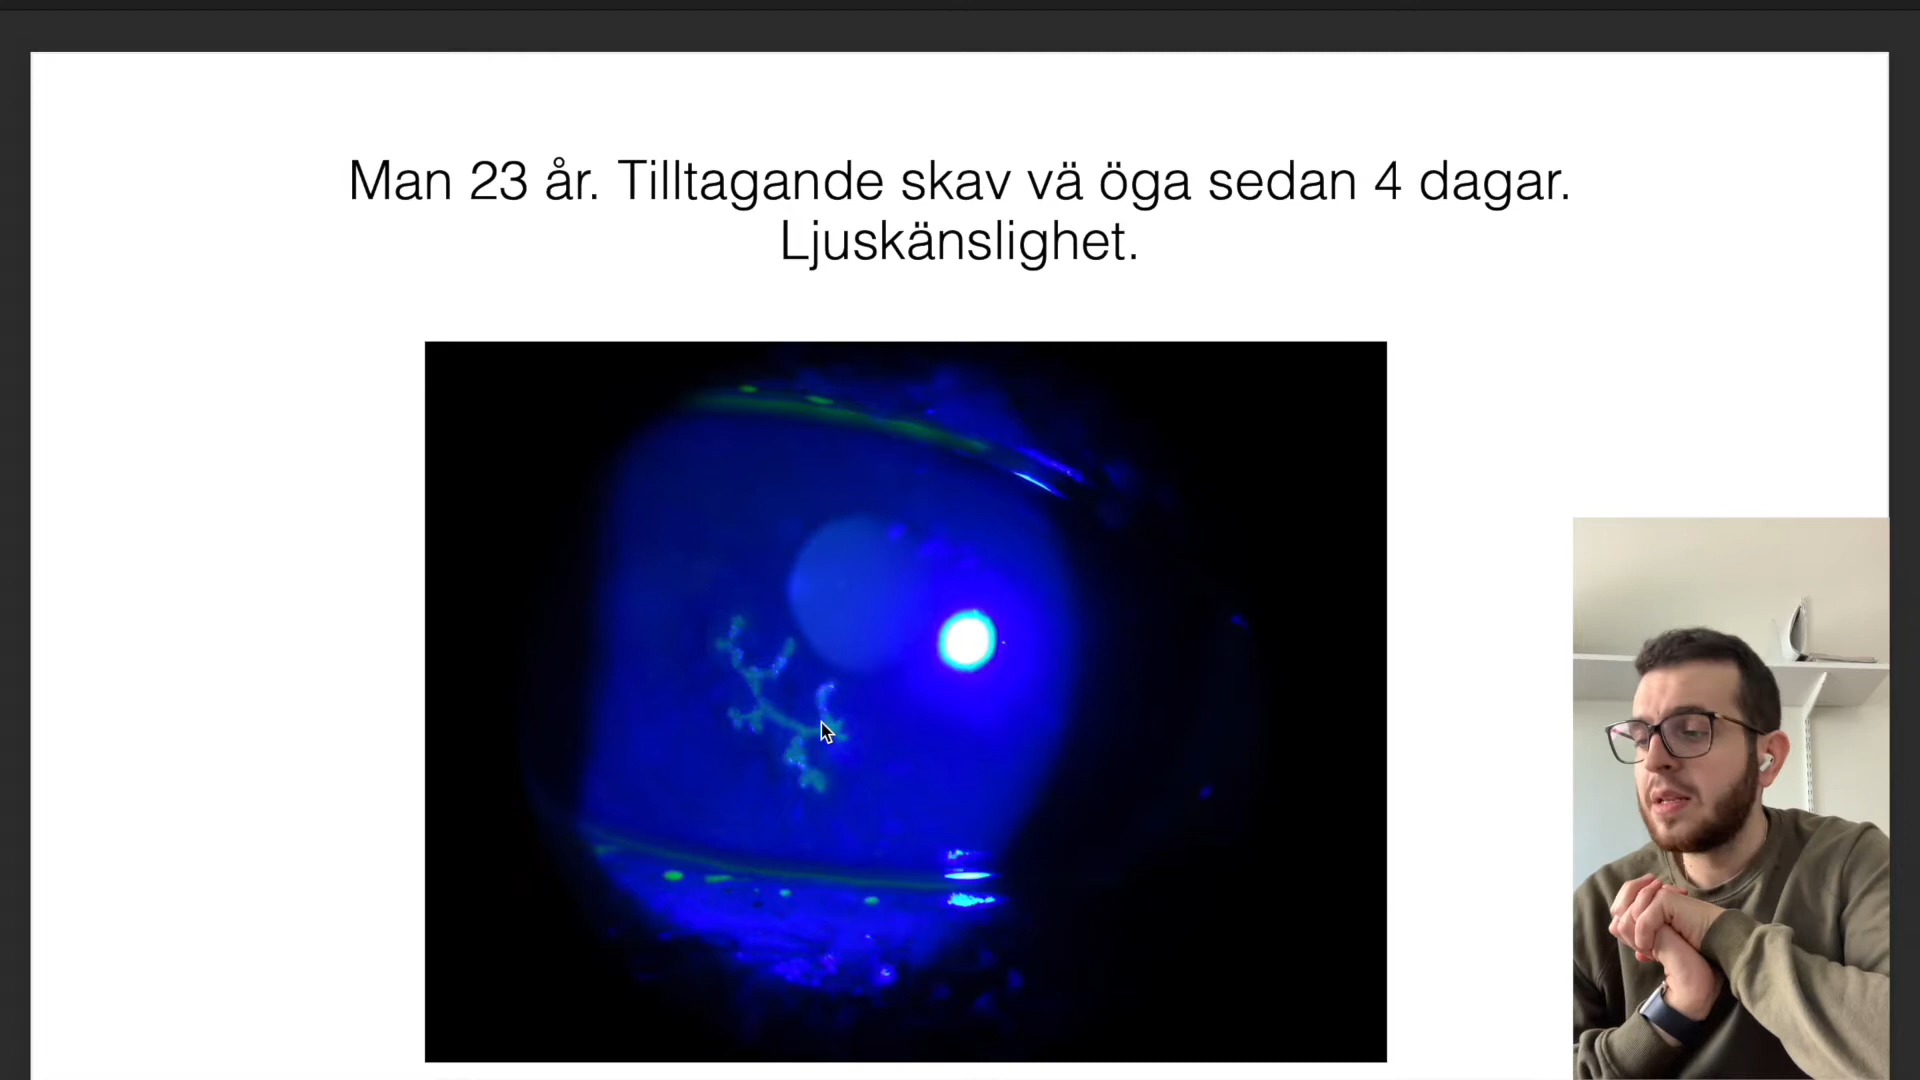 Man 23 år. Tilltagande skav vä öga sedan 4 dagar.
Ljuskänslighet.